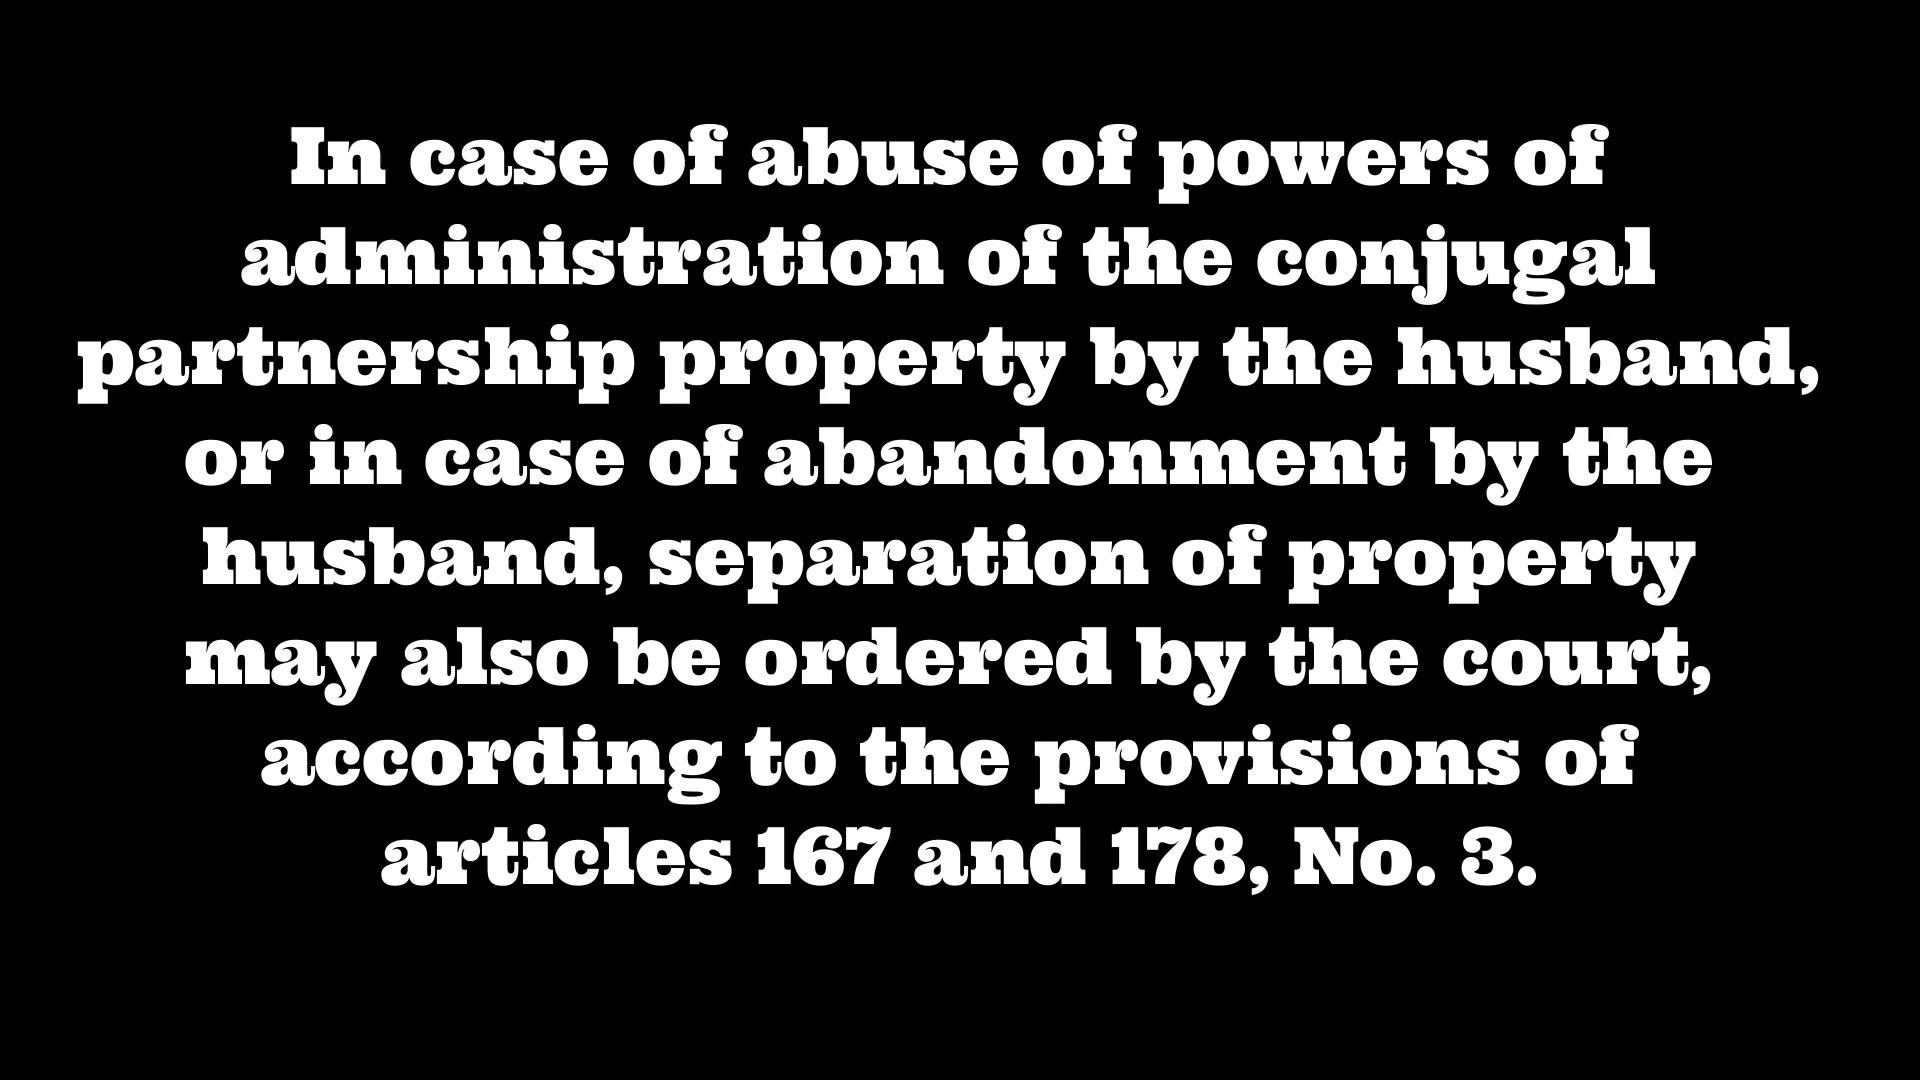 In case of abuse of powers of
administration of the conjugal
partnership property by the husband,
or in case of abandonment by the
husband, separation of property
may also be ordered by the court,
according to the provisions of
articles 167 and 178, No. 3.